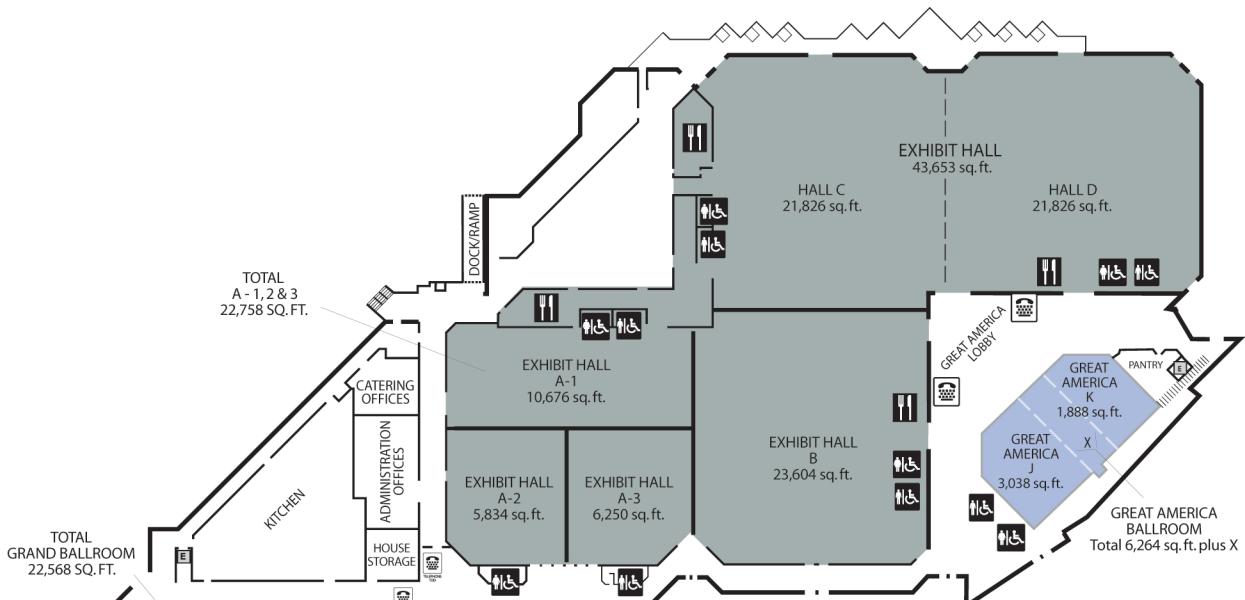 EXHIBIT HALL
43,653 sq. ft.
HALL C
21,826 sq. ft.
HALL D
21,826 sq. ft.
DOCK/RAMP
TOTAL
A - 1, 2 & 3
22,758 SQ. FT.
GREAT AMERICA
LOBBY
EXHIBIT HALL
A-1
10,676 sq. ft.
PANTRY
E
GREAT
AMERICA
K
1,888 sq. ft.
CATERING
OFFICES
ADMINISTRATION
OFFICES
KITCHEN
EXHIBIT HALL
B
23,604 sq. ft.
GREAT
AMERICA
J
3,038 sq. ft.
X
EXHIBIT HALL
A-2
5,834 sq. ft.
EXHIBIT HALL
A-3
6,250 sq. ft.
GREAT AMERICA
BALLROOM
Total 6,264 sq. ft. plus X
TOTAL
GRAND BALLROOM
22,568 SQ. FT.
E
HOUSE
STORAGE
TELEPHONE
TDD